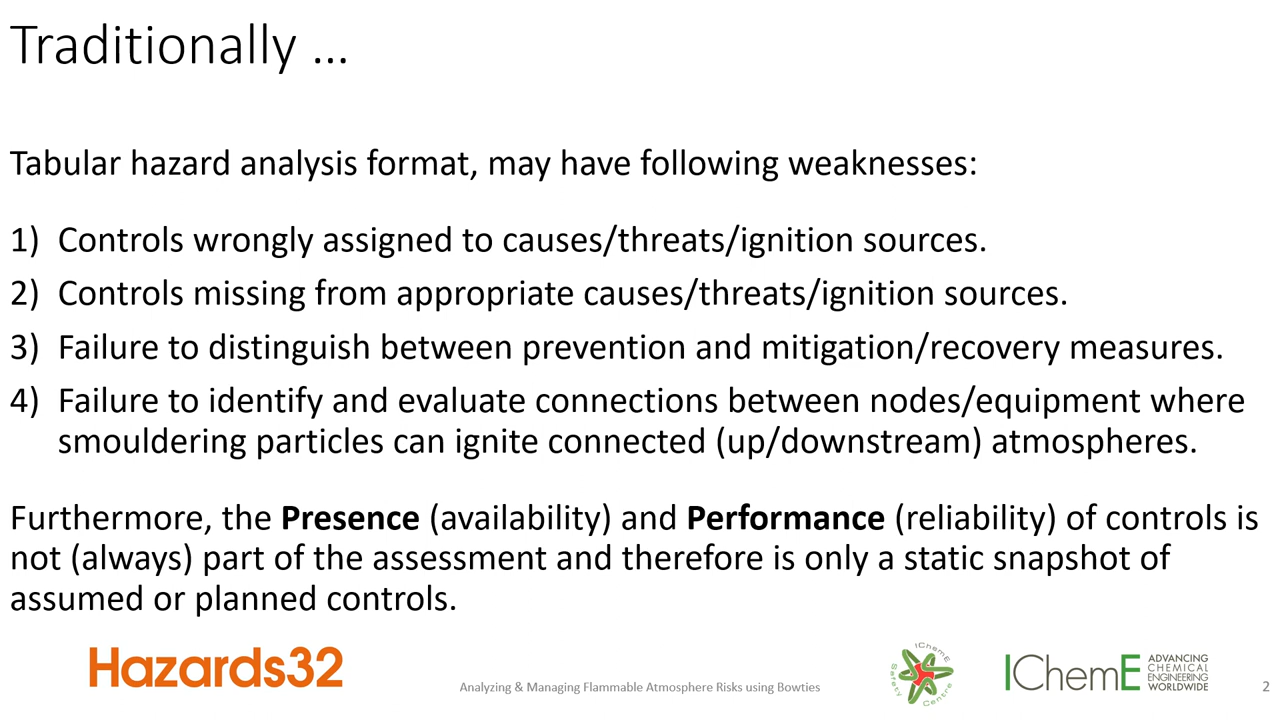 Traditionally ...
Tabular hazard analysis format, may have following weaknesses:
1) Controls wrongly assigned to causes/threats/ignition sources.
2) Controls missing from appropriate causes/threats/ignition sources.
3) Failure to distinguish between prevention and mitigation/recovery measures.
4) Failure to identify and evaluate connections between nodes/equipment where
smouldering particles can ignite connected (up/downstream) atmospheres.
Furthermore, the Presence (availability) and Performance (reliability) of controls is
not (always) part of the assessment and therefore is only a static snapshot of
assumed or planned controls.
Hazards32
Analyzing & Managing Flammable Atmosphere Risks using Bowties
IChemE
Safety
Centre
IChemE
ADVANCING
CHEMICAL
ENGINEERING
WORLDWIDE
2